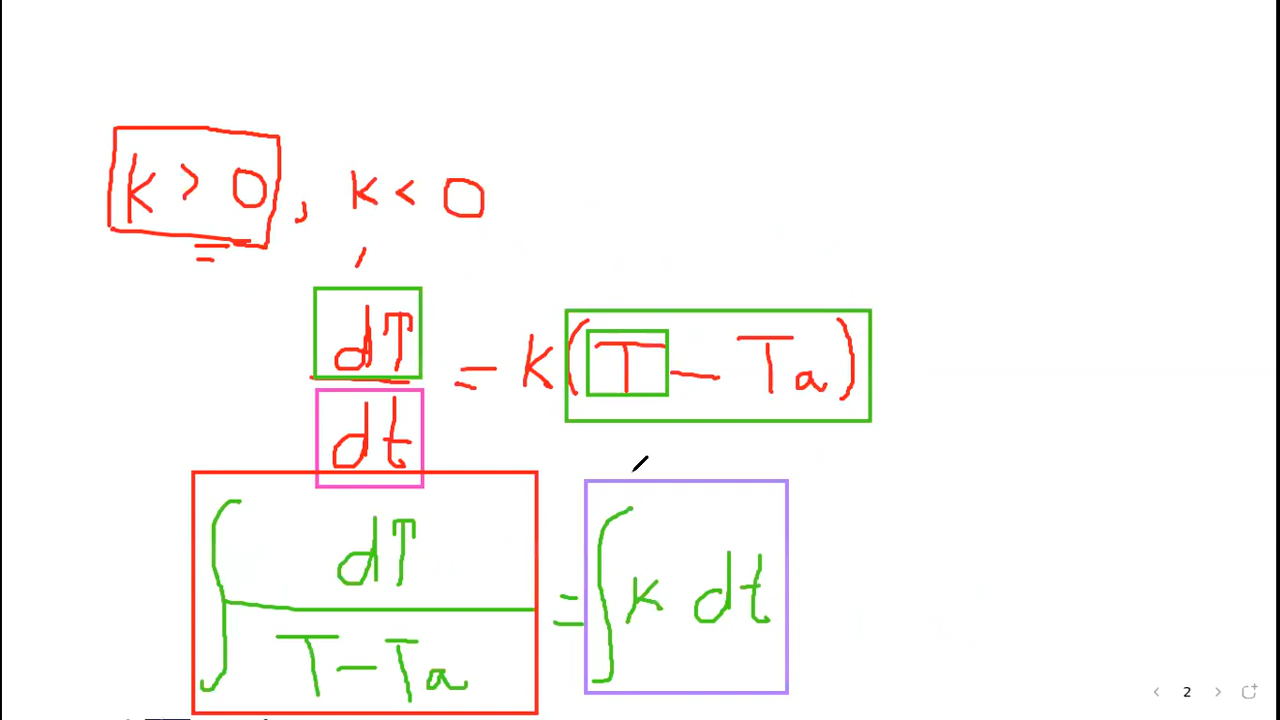 k > 0, k < 0
dT/dt = k(T - Ta)
∫ dT/(T - Ta) = ∫ k dt
2